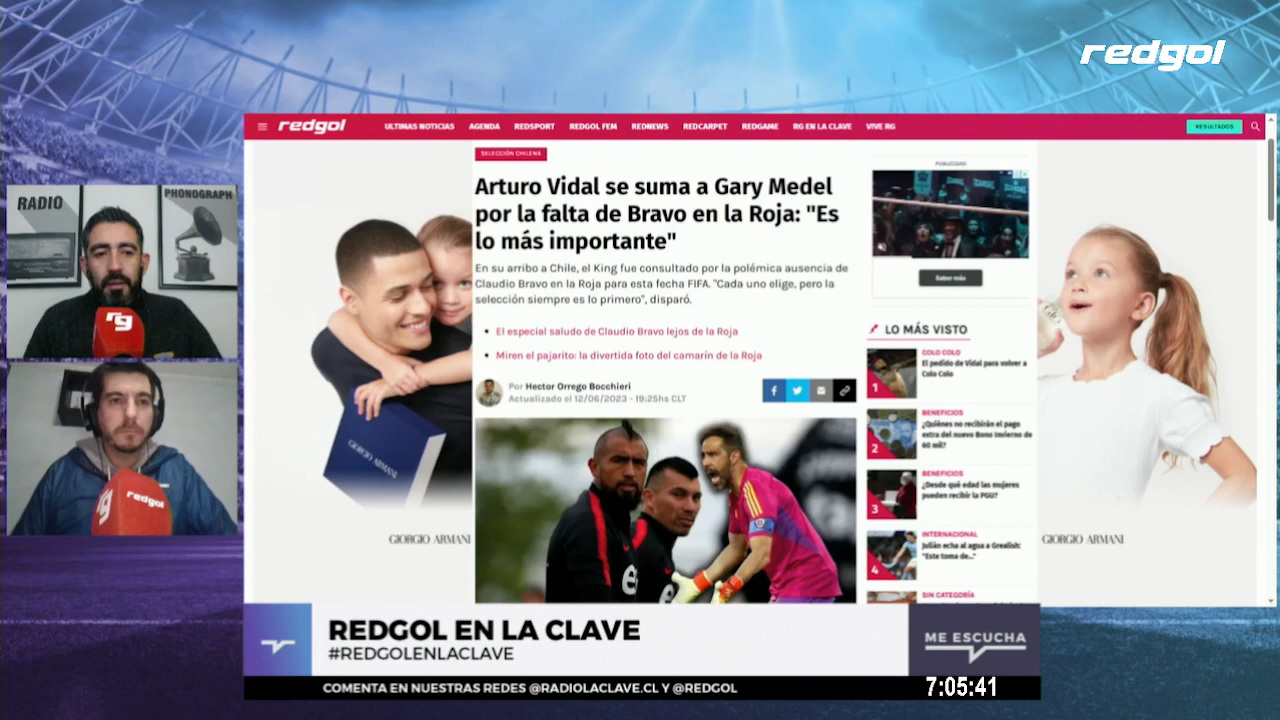 redgol
redgol
ULTIMAS NOTICIAS AGENDA REDSPORT REDGOL FEM REDNEWS REDCARPET REDGAME RG EN LA CLAVE VIVE RG
RESULTADOS
SELECCIÓN CHILENA
Arturo Vidal se suma a Gary Medel
por la falta de Bravo en la Roja: "Es
lo más importante"
En su arribo a Chile, el King fue consultado por la polémica ausencia de
Claudio Bravo en la Roja para esta fecha FIFA. "Cada uno elige, pero la
selección siempre es lo primero", disparó.
El especial saludo de Claudio Bravo lejos de la Roja
Miren el pajarito: la divertida foto del camarín de la Roja
Por Hector Orrego Bocchieri
Actualizado el 12/06/2023 - 19:25hs CLT
PUBLICIDAD
Saber más
LO MÁS VISTO
1
COLO COLO
El pedido de Vidal para volver a
Colo Colo
2
BENEFICIOS
¿Quiénes no recibirán el pago
extra del nuevo Bono Invierno de
60 mil?
3
BENEFICIOS
¿Desde qué edad las mujeres
pueden recibir la PGU?
4
INTERNACIONAL
Julián echa al agua a Grealish:
"Este toma de..."
SIN CATEGORÍA
GIORGIO ARMANI
GIORGIO ARMANI
GIORGIO ARMANI
RADIO
PHONOGRAPH
rg
rg
redgol
REDGOL EN LA CLAVE
#REDGOLENLACLAVE
ME ESCUCHA
COMENTA EN NUESTRAS REDES @RADIOLACLAVE.CL Y @REDGOL
7:05:41